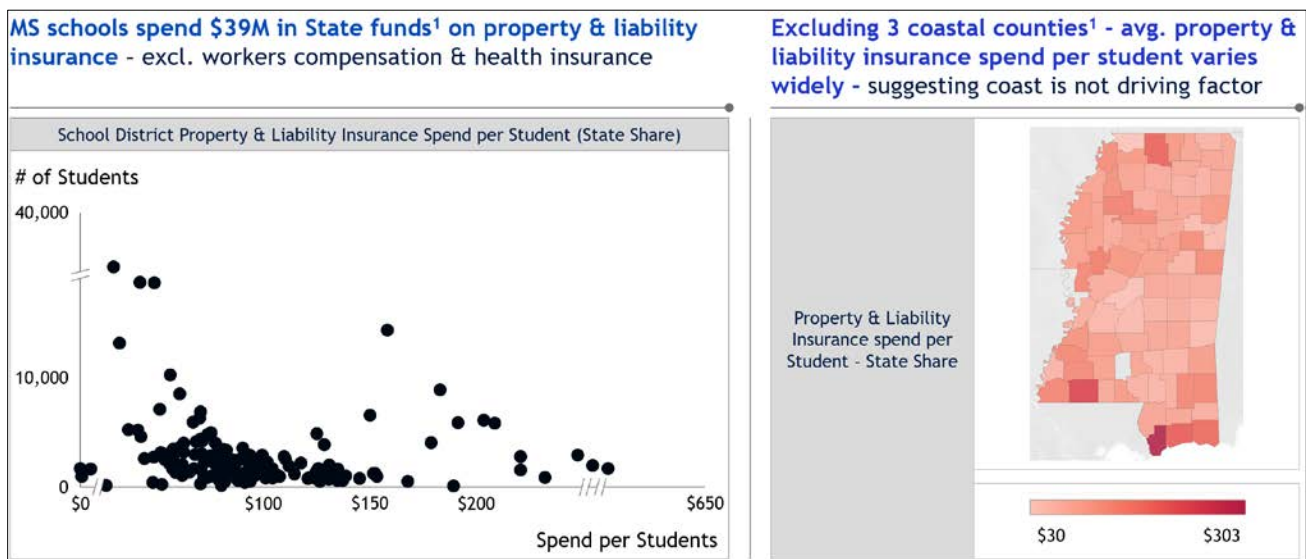 MS schools spend $39M in State funds¹ on property & liability
insurance - excl. workers compensation & health insurance
School District Property & Liability Insurance Spend per Student (State Share)
# of Students
40,000
10,000
0
$0
$100
$150
$200
$650
Spend per Students
Excluding 3 coastal counties¹ - avg. property &
liability insurance spend per student varies
widely - suggesting coast is not driving factor
Property & Liability
Insurance spend per
Student - State Share
$30
$303